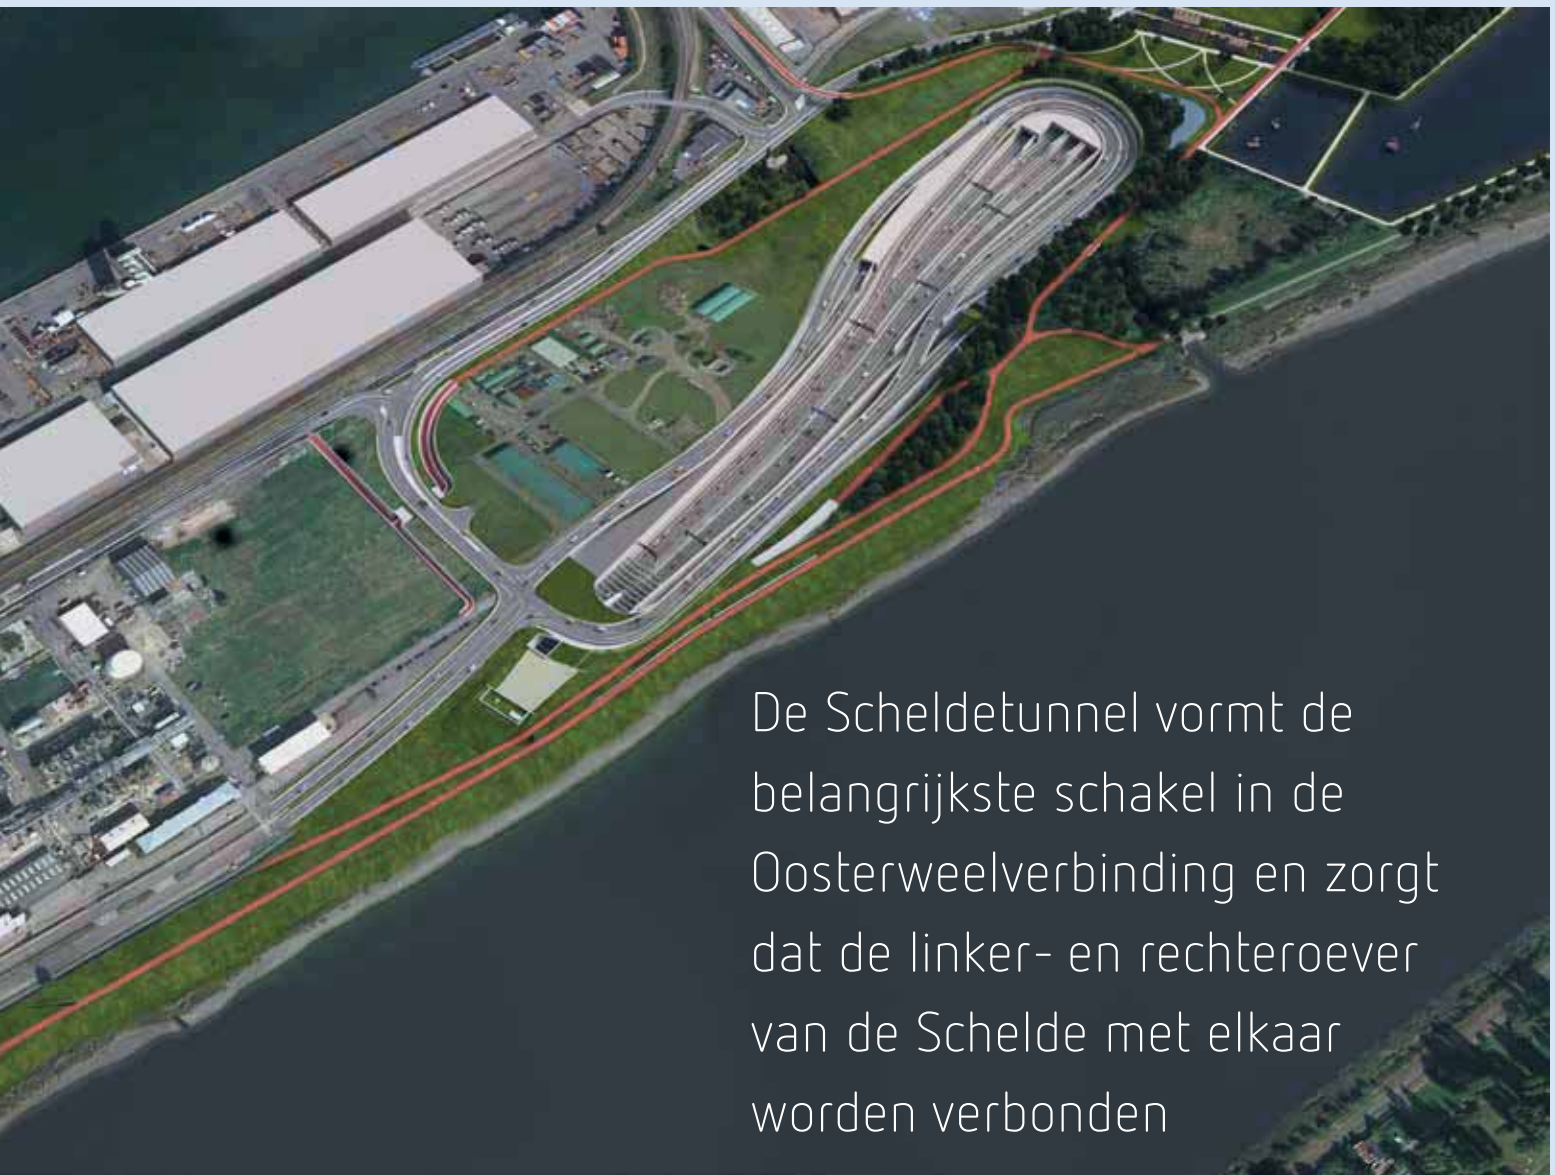 De Scheldetunnel vormt de
belangrijkste schakel in de
Oosterweelverbinding en zorgt
dat de linker- en rechteroever
van de Schelde met elkaar
worden verbonden